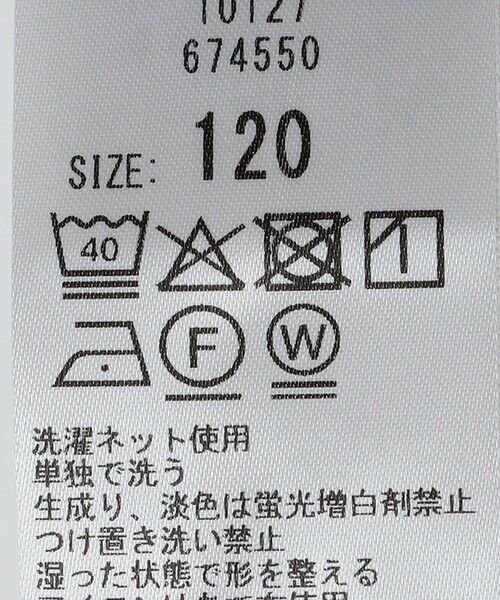 10127
674550
SIZE: 120
40
F W
洗濯ネット使用
単独で洗う
生成り、淡色は蛍光増白剤禁止
つけ置き洗い禁止
湿った状態で形を整える